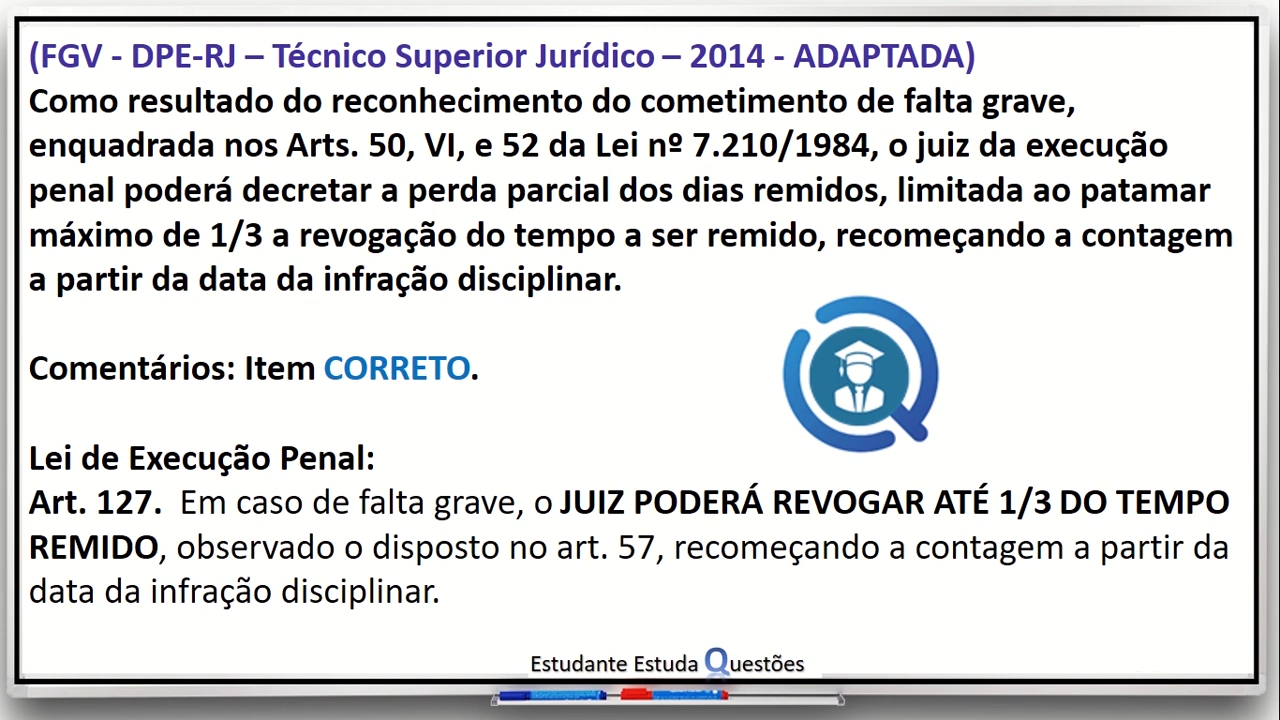 (FGV - DPE-RJ – Técnico Superior Jurídico – 2014 - ADAPTADA)
Como resultado do reconhecimento do cometimento de falta grave,
enquadrada nos Arts. 50, VI, e 52 da Lei nº 7.210/1984, o juiz da execução
penal poderá decretar a perda parcial dos dias remidos, limitada ao patamar
máximo de 1/3 a revogação do tempo a ser remido, recomeçando a contagem
a partir da data da infração disciplinar.
Comentários: Item CORRETO.
Lei de Execução Penal:
Art. 127. Em caso de falta grave, o JUIZ PODERÁ REVOGAR ATÉ 1/3 DO TEMPO
REMIDO, observado o disposto no art. 57, recomeçando a contagem a partir da
data da infração disciplinar.
Estudante Estuda Questões